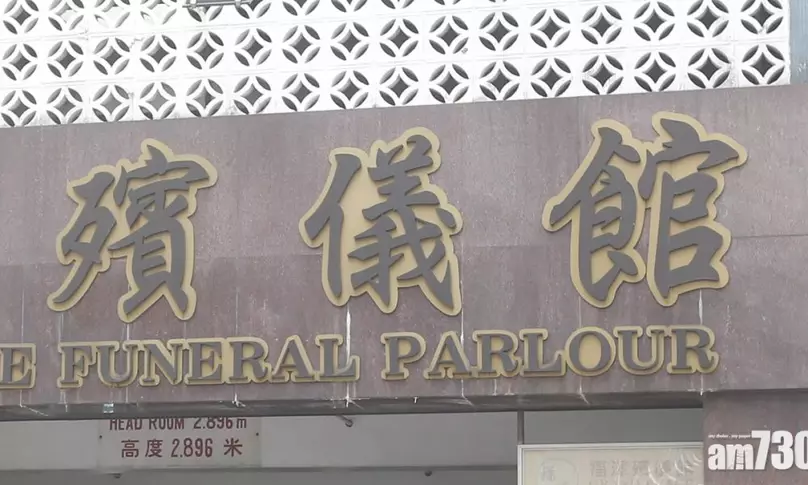 殯儀館
E FUNERAL PARLOUR
HEAD ROOM 2.896 m
高度 2.896 米
am730